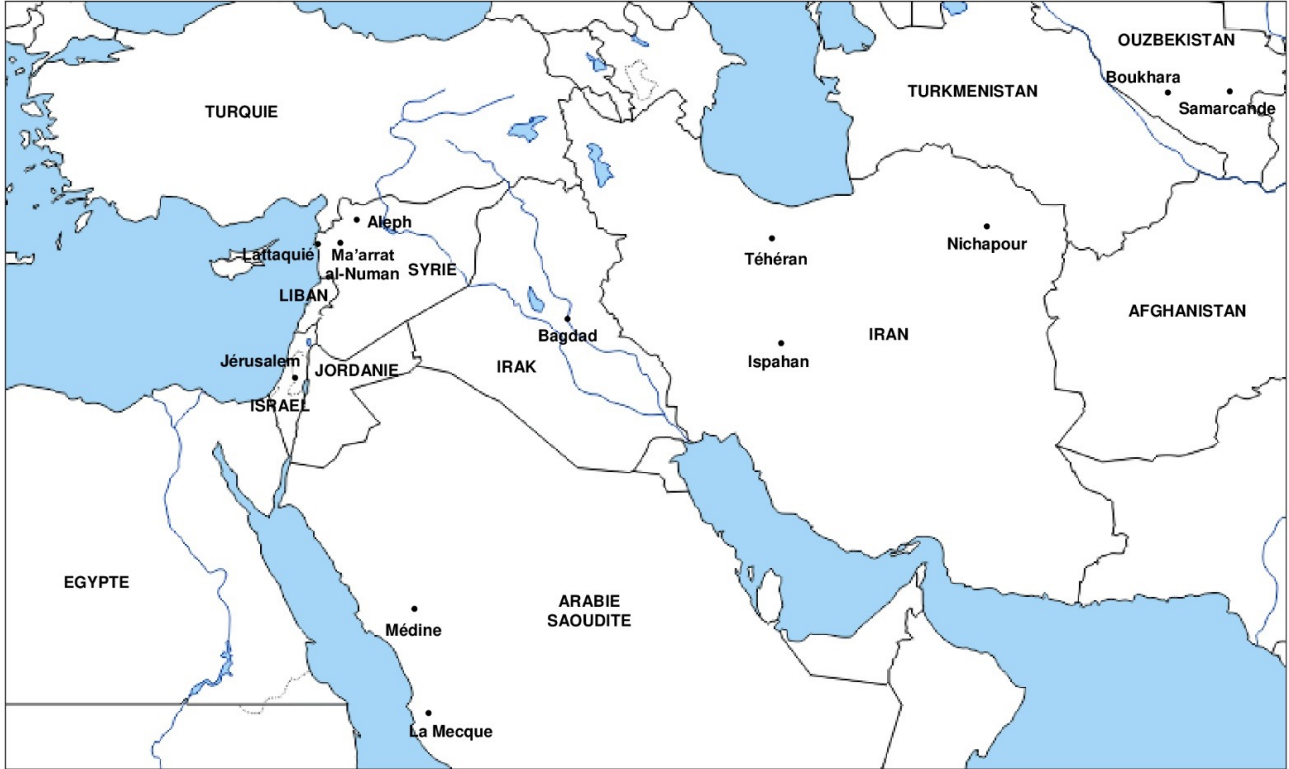 OUZBEKISTAN
Boukhara
Samarcande
TURKMENISTAN
TURQUIE
Aleph
Lattaquié
Ma’arrat
al-Numan
SYRIE
LIBAN
Téhéran
Nichapour
AFGHANISTAN
Bagdad
IRAN
Ispahan
IRAK
Jérusalem
JORDANIE
ISRAEL
EGYPTE
ARABIE
SAOUDITE
Médine
La Mecque